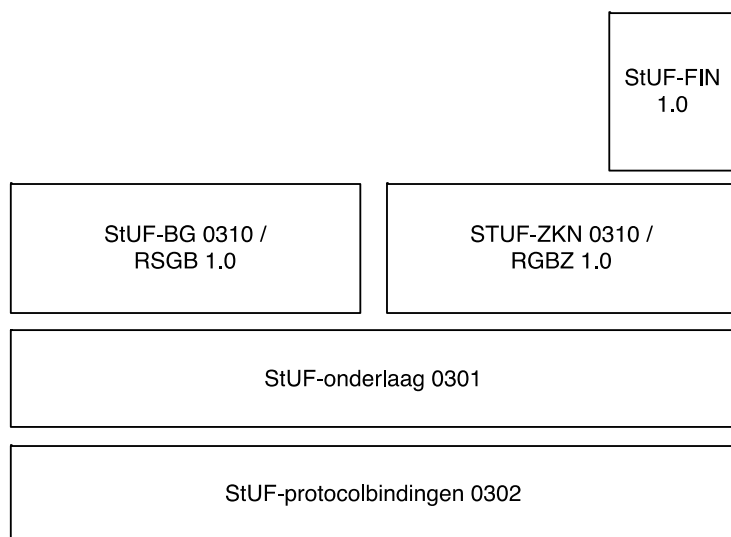 StUF-FIN
1.0
StUF-BG 0310 /
RSGB 1.0
STUF-ZKN 0310 /
RGBZ 1.0
StUF-onderlaag 0301
StUF-protocolbindingen 0302